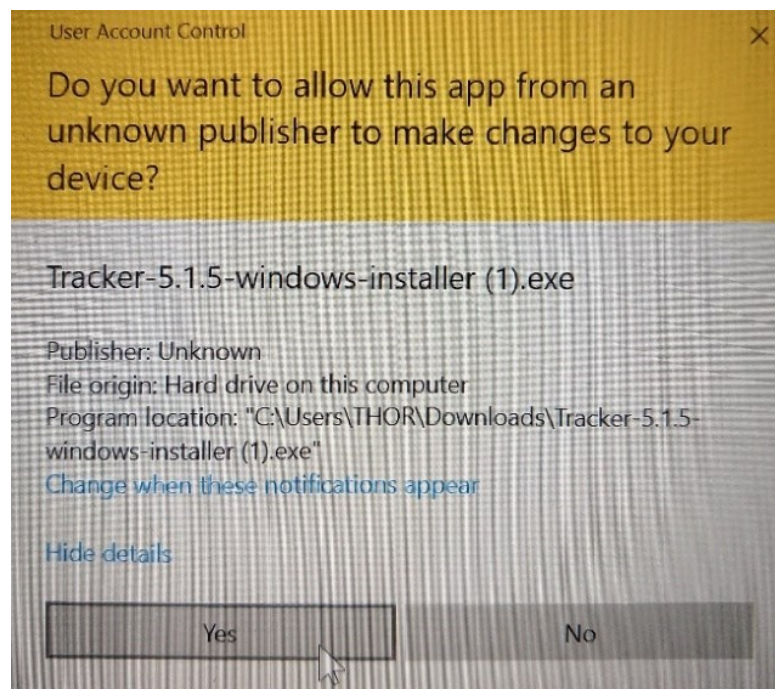 User Account Control
Do you want to allow this app from an
unknown publisher to make changes to your
device?
Tracker-5.1.5-windows-installer (1).exe
Publisher: Unknown
File origin: Hard drive on this computer
Program location: "C:\Users\THOR\Downloads\Tracker-5.1.5-
windows-installer (1).exe"
Change when these notifications appear
Hide details
Yes
No